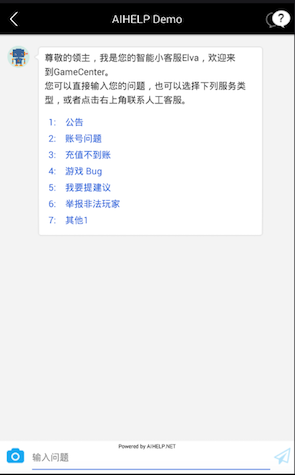 AIHELP Demo
?
尊敬的领主，我是您的智能小客服Elva，欢迎来
到GameCenter。
您可以直接输入您的问题，也可以选择下列服务类
型，或者点击右上角联系人工客服。
1: 公告
2: 账号问题
3: 充值不到账
4: 游戏 Bug
5: 我要提建议
6: 举报非法玩家
7: 其他1
Powered by AIHELP.NET
输入问题